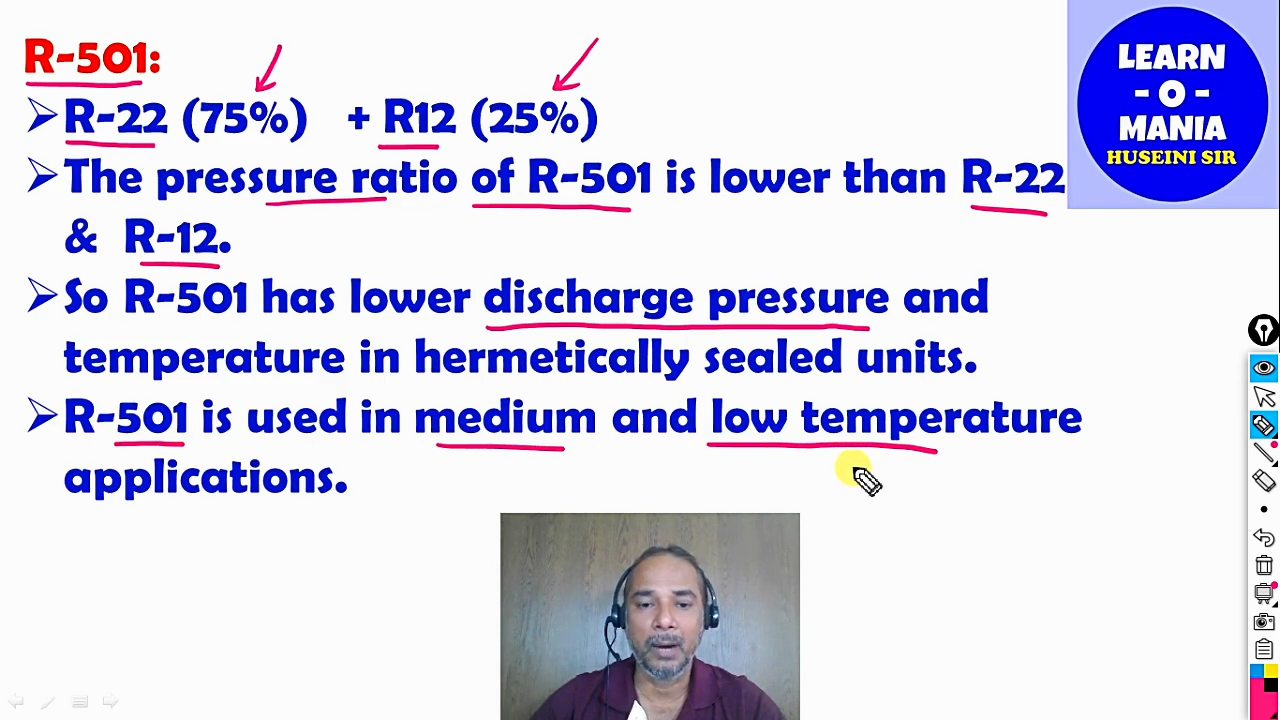 R-501:
R-22 (75%) + R12 (25%)
The pressure ratio of R-501 is lower than R-22
& R-12.
So R-501 has lower discharge pressure and
temperature in hermetically sealed units.
R-501 is used in medium and low temperature
applications.
LEARN
- O -
MANIA
HUSEINI SIR